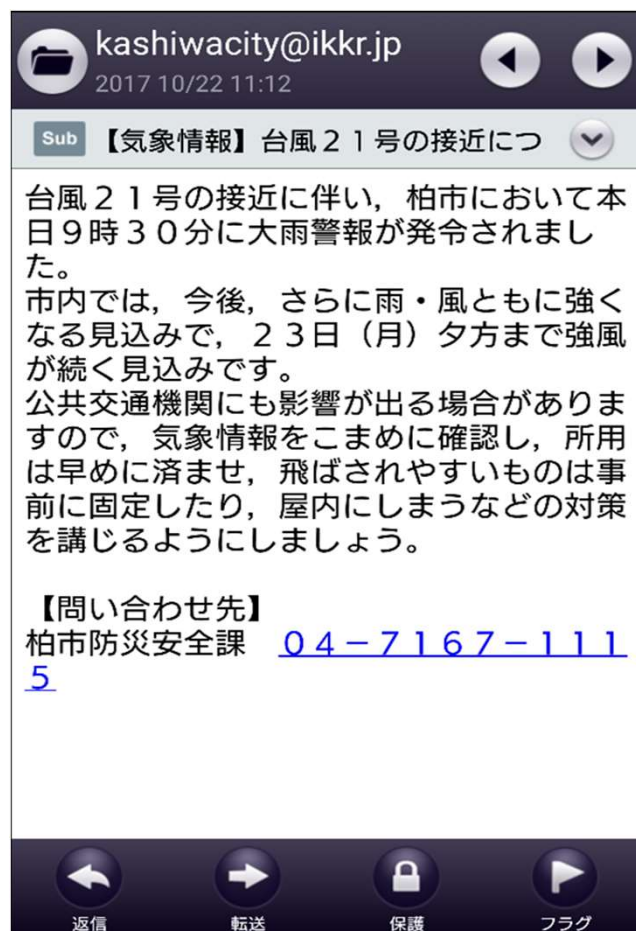 kashiwacity@ikkr.jp
2017 10/22 11:12
Sub 【気象情報】台風２１号の接近につ
台風２１号の接近に伴い，柏市において本
日９時３０分に大雨警報が発令されまし
た。
市内では，今後，さらに雨・風ともに強く
なる見込みで，２３日（月）夕方まで強風
が続く見込みです。
公共交通機関にも影響が出る場合がありま
すので，気象情報をこまめに確認し，所用
は早めに済ませ，飛ばされやすいものは事
前に固定したり，屋内にしまうなどの対策
を講じるようにしましょう。
【問い合わせ先】
柏市防災安全課　０４－７１６７－１１１
５
返信 転送 保護 フラグ